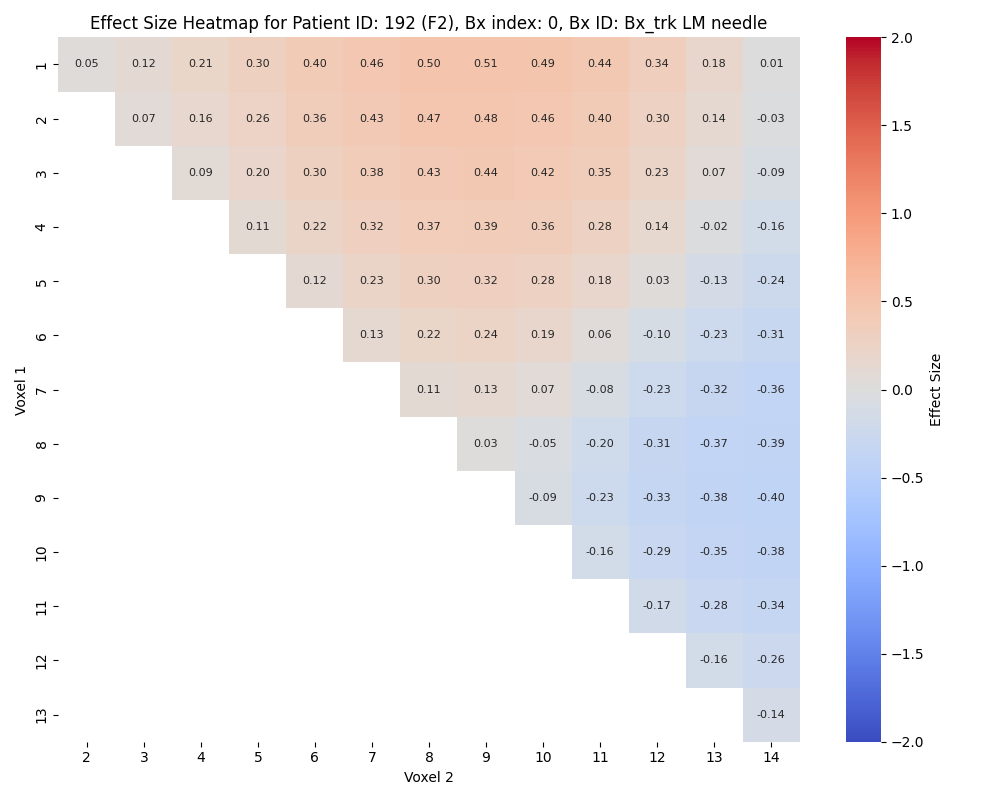 Effect Size Heatmap for Patient ID: 192 (F2), Bx index: 0, Bx ID: Bx_trk LM needle
1 0.05 0.12 0.21 0.30 0.40 0.46 0.50 0.51 0.49 0.44 0.34 0.18 0.01
2 0.07 0.16 0.26 0.36 0.43 0.47 0.48 0.46 0.40 0.30 0.14 -0.03
3 0.09 0.20 0.30 0.38 0.43 0.44 0.42 0.35 0.23 0.07 -0.09
4 0.11 0.22 0.32 0.37 0.39 0.36 0.28 0.14 -0.02 -0.16
5 0.12 0.23 0.30 0.32 0.28 0.18 0.03 -0.13 -0.24
6 0.13 0.22 0.24 0.19 0.06 -0.10 -0.23 -0.31
7 0.11 0.13 0.07 -0.08 -0.23 -0.32 -0.36
8 0.03 -0.05 -0.20 -0.31 -0.37 -0.39
9 -0.09 -0.23 -0.33 -0.38 -0.40
10 -0.16 -0.29 -0.35 -0.38
11 -0.17 -0.28 -0.34
12 -0.16 -0.26
13 -0.14
2 3 4 5 6 7 8 9 10 11 12 13 14
Voxel 2
Voxel 1
2.0
1.5
1.0
0.5
0.0
−0.5
−1.0
−1.5
−2.0
Effect Size